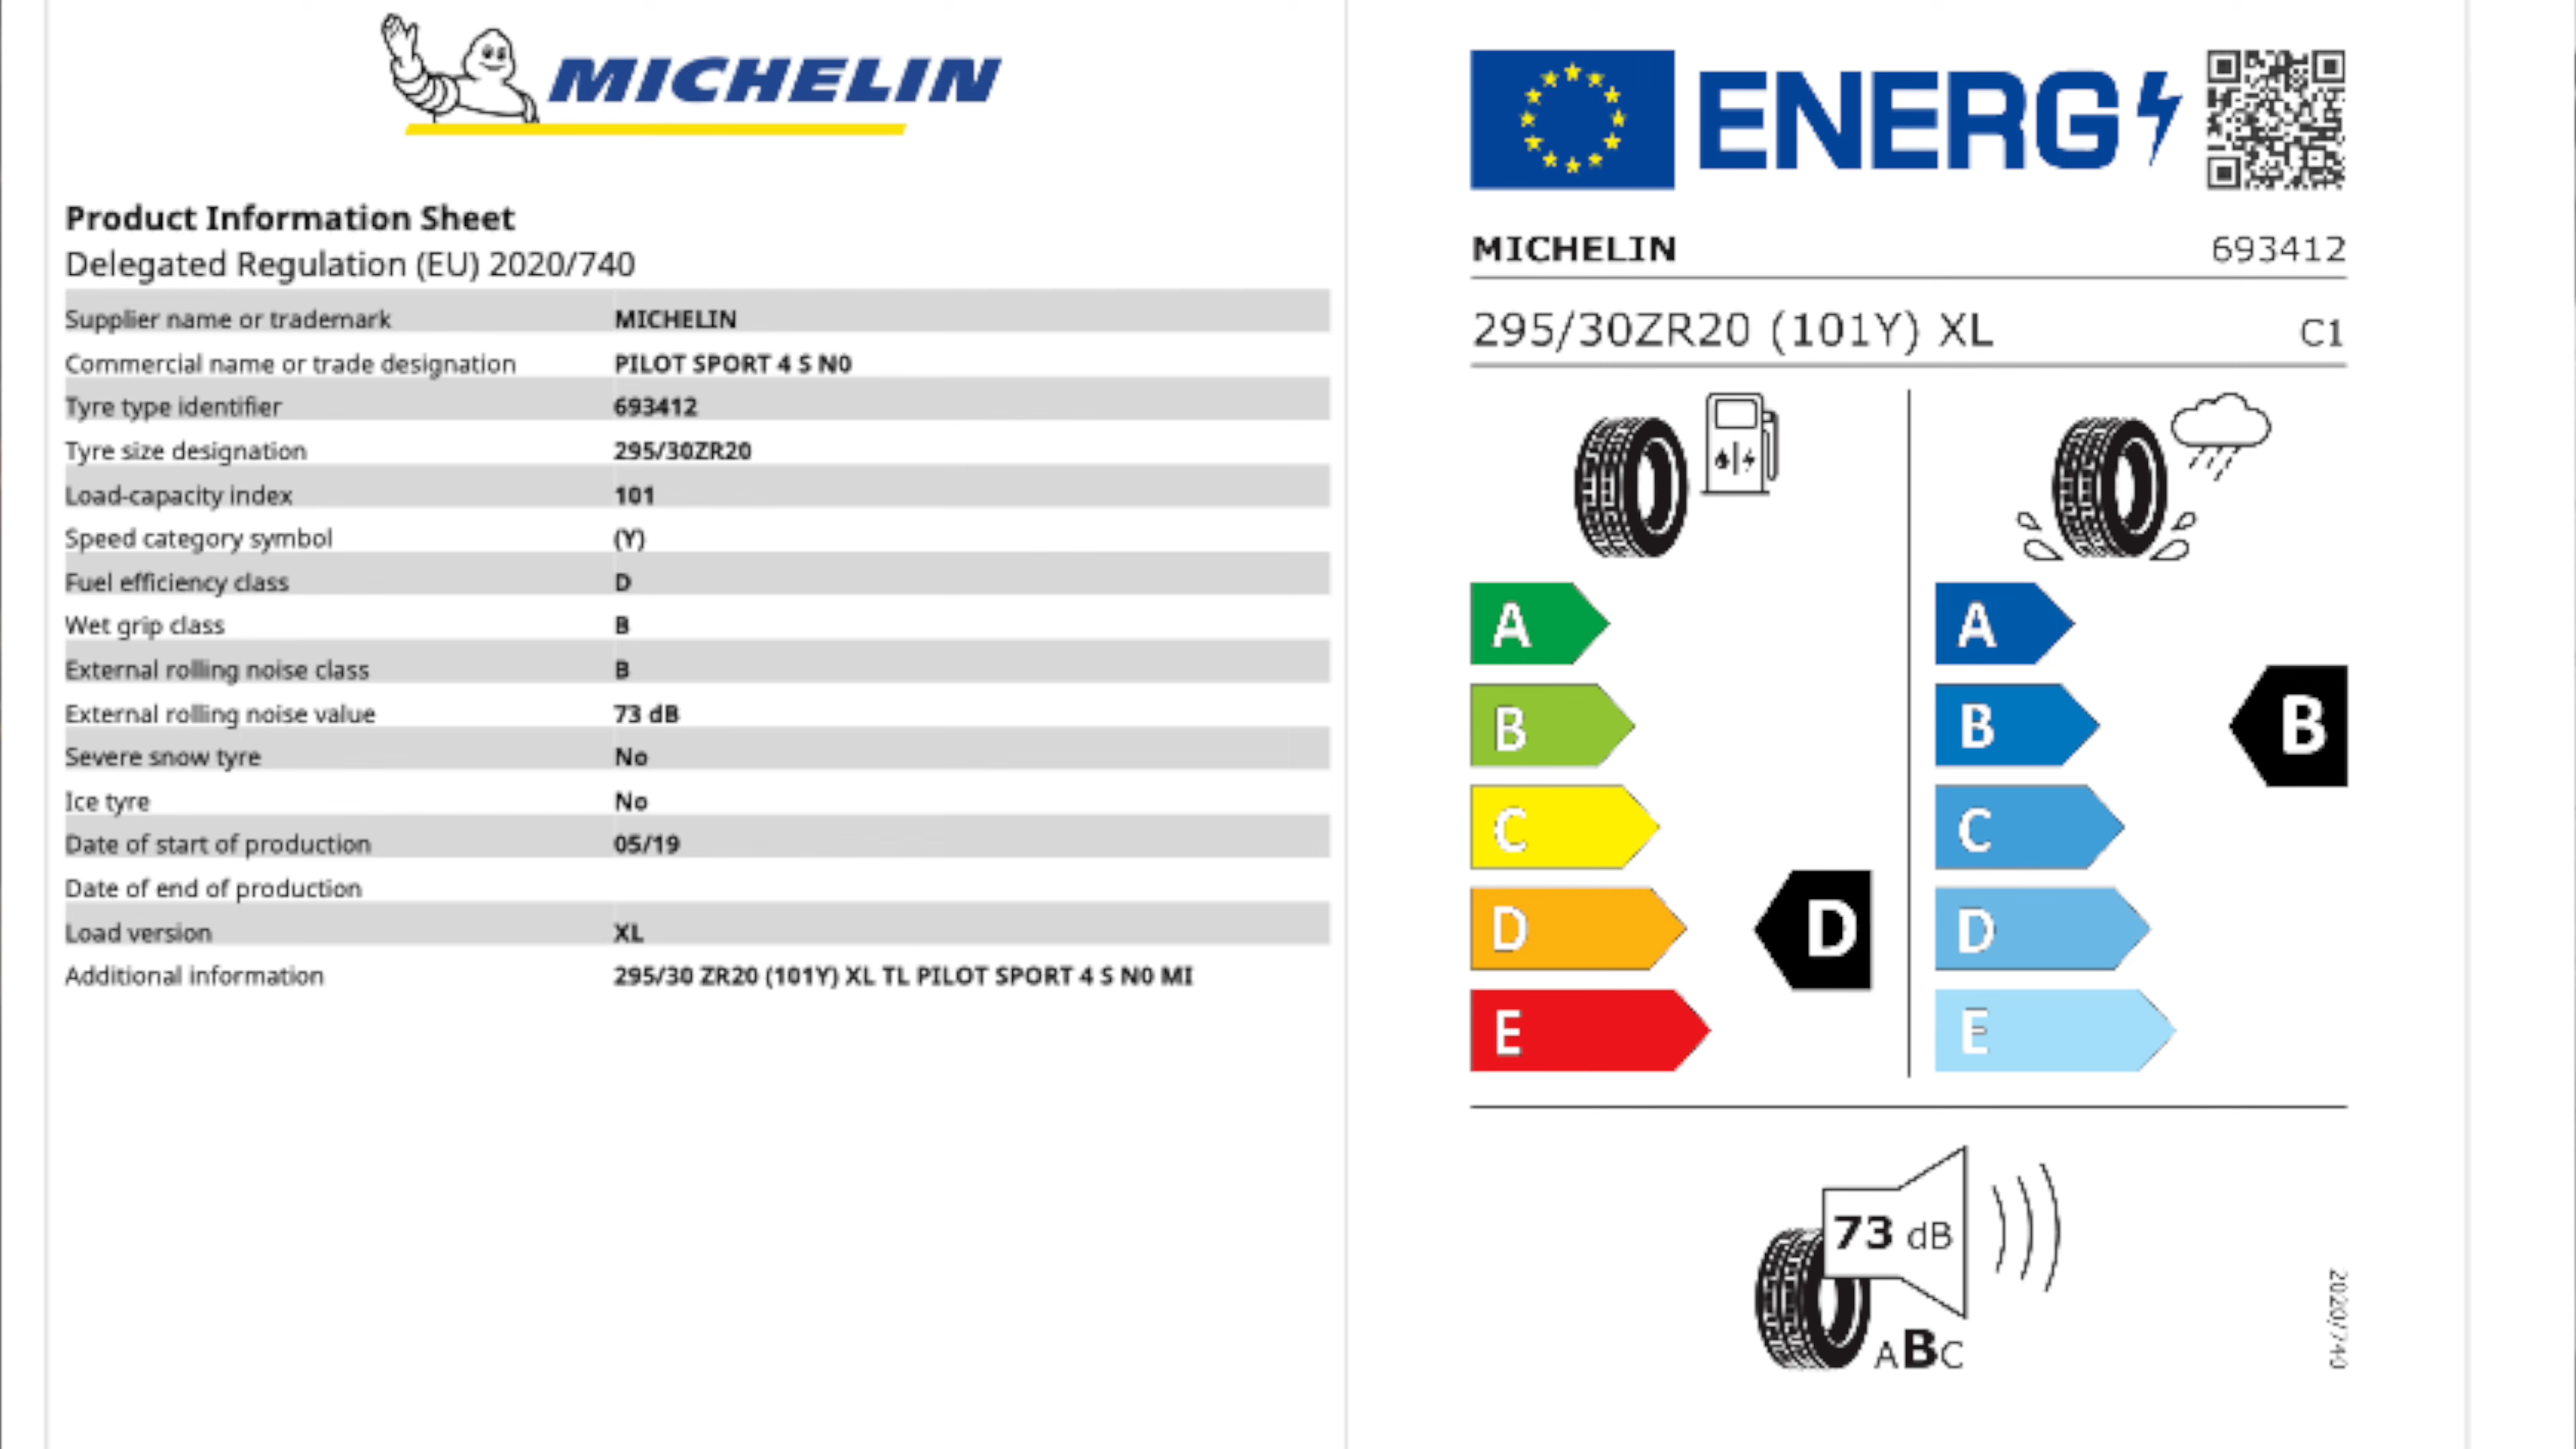 MICHELIN
Product Information Sheet
Delegated Regulation (EU) 2020/740
Supplier name or trademark MICHELIN
Commercial name or trade designation PILOT SPORT 4 S N0
Tyre type identifier 693412
Tyre size designation 295/30ZR20
Load-capacity index 101
Speed category symbol (Y)
Fuel efficiency class D
Wet grip class B
External rolling noise class B
External rolling noise value 73 dB
Severe snow tyre No
Ice tyre No
Date of start of production 05/19
Date of end of production
Load version XL
Additional information 295/30 ZR20 (101Y) XL TL PILOT SPORT 4 S N0 MI
ENERG
MICHELIN 693412
295/30ZR20 (101Y) XL C1
A
B
C
D
E
D
A
B
C
D
E
B
73 dB
ABC
2020/740